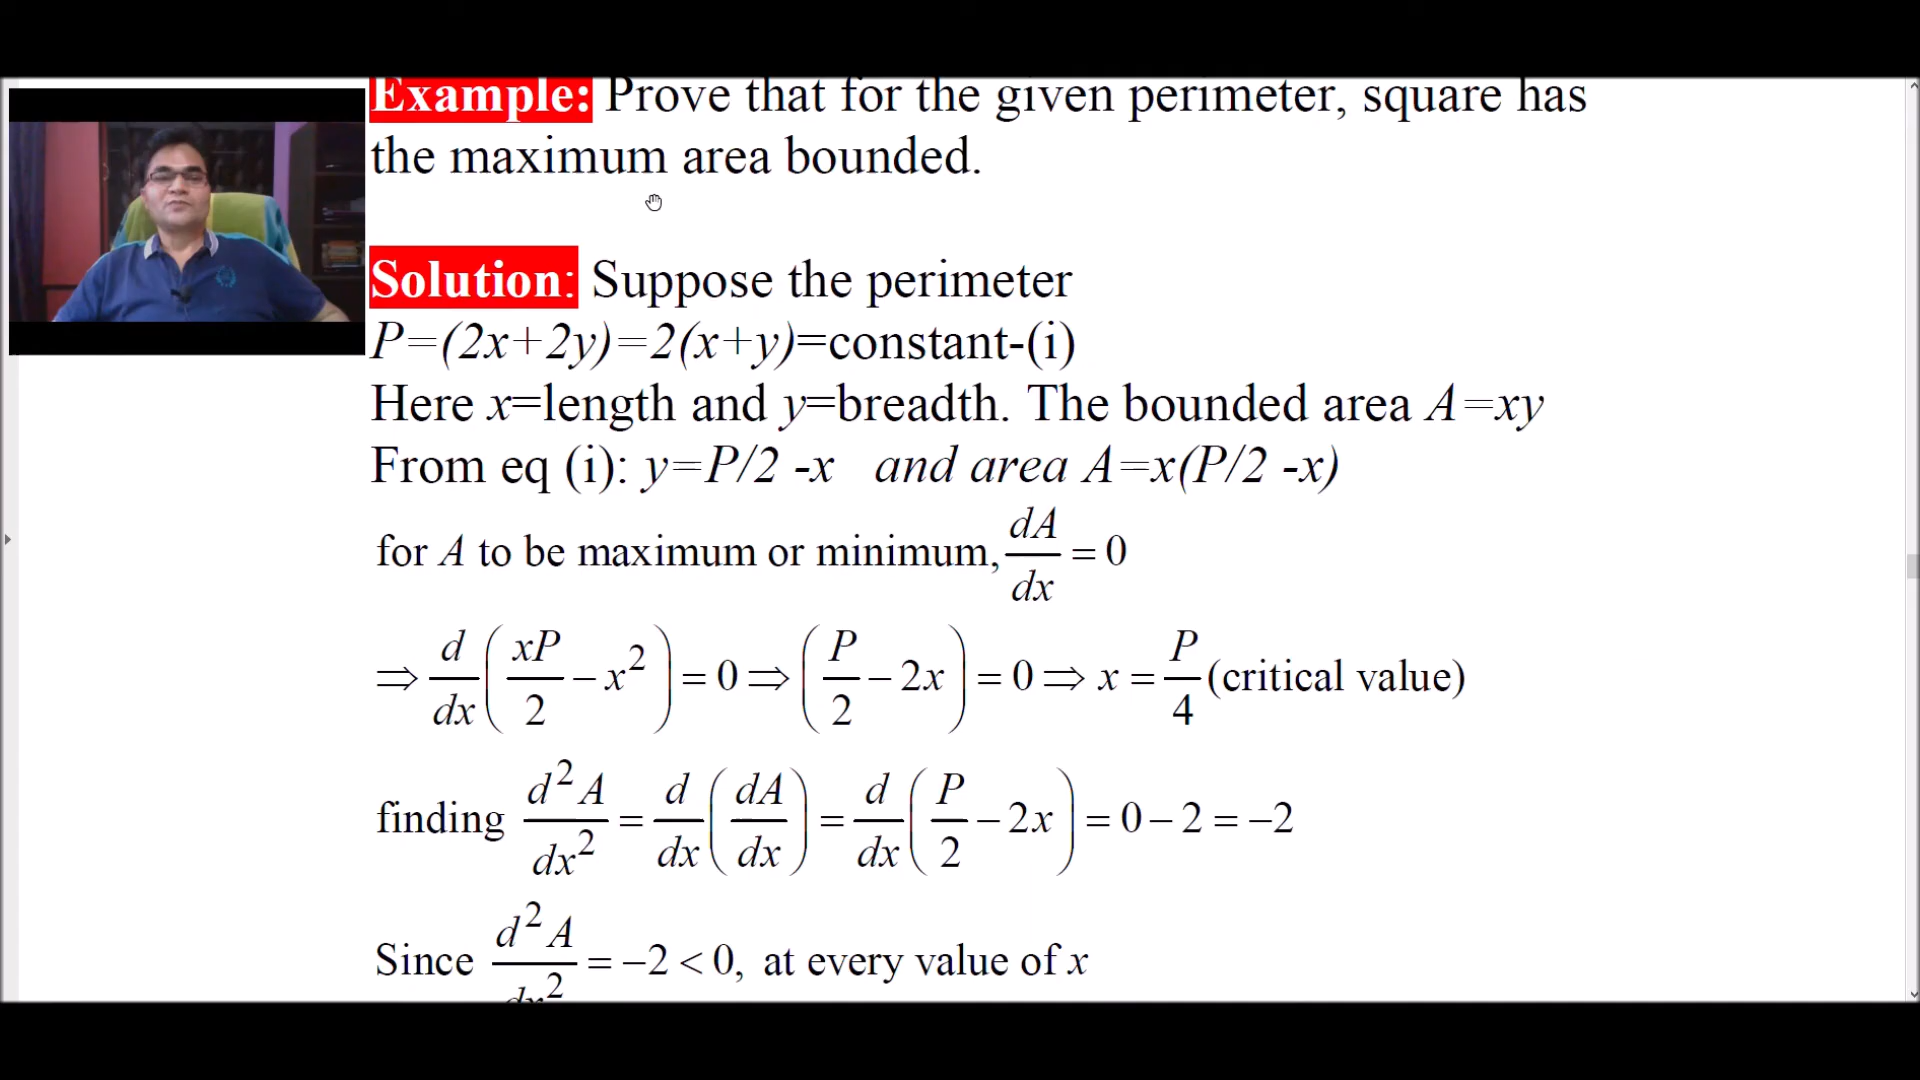 Example: Prove that for the given perimeter, square has
the maximum area bounded.
Solution: Suppose the perimeter
P=(2x+2y)=2(x+y)=constant-(i)
Here x=length and y=breadth. The bounded area A=xy
From eq (i): y=P/2 -x and area A=x(P/2 -x)
for A to be maximum or minimum, dA/dx = 0
⇒ d/dx (xP/2 − x²) = 0 ⇒ (P/2 − 2x) = 0 ⇒ x = P/4 (critical value)
finding d²A/dx² = d/dx (dA/dx) = d/dx (P/2 − 2x) = 0 − 2 = −2
Since d²A/dx² = −2 < 0, at every value of x